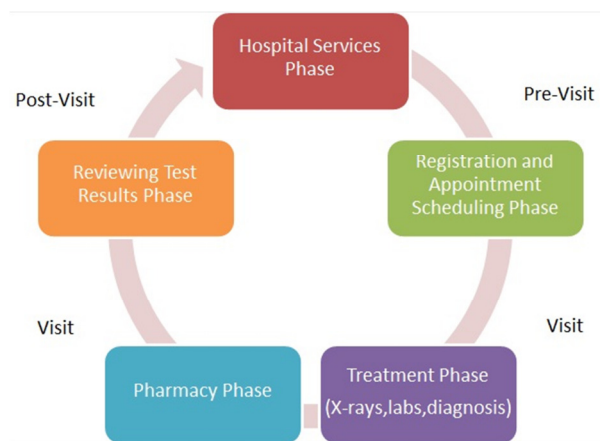 Hospital Services
Phase
Pre-Visit
Registration and
Appointment
Scheduling Phase
Visit
Treatment Phase
(X-rays,labs,diagnosis)
Pharmacy Phase
Visit
Reviewing Test
Results Phase
Post-Visit